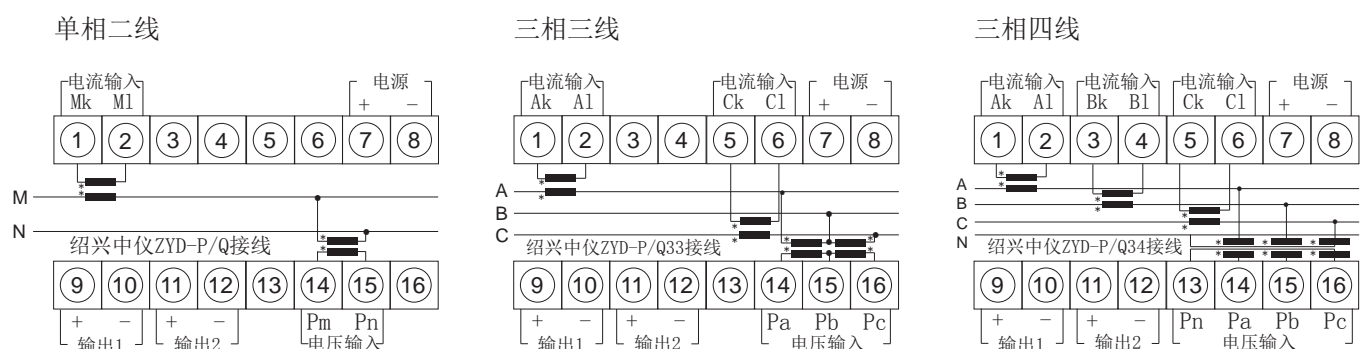 单相二线
电流输入
电源
Mk Ml
+ −
1 2 3 4 5 6 7 8
*
*
M
N
*
*
绍兴中仪ZYD-P/Q接线
9 10 11 12 13 14 15 16
+ − + − Pm Pn
输出1 输出2 电压输入
三相三线
电流输入 电流输入 电源
Ak Al Ck Cl + −
1 2 3 4 5 6 7 8
*
*
A
B
*
C
*
* *
* *
绍兴中仪ZYD-P/Q33接线
9 10 11 12 13 14 15 16
+ − + − Pa Pb Pc
输出1 输出2 电压输入
三相四线
电流输入 电流输入 电流输入 电源
Ak Al Bk Bl Ck Cl + −
1 2 3 4 5 6 7 8
*
*
A
*
B
*
*
C
*
N
* * *
* * *
绍兴中仪ZYD-P/Q34接线
9 10 11 12 13 14 15 16
+ − + − Pn Pa Pb Pc
输出1 输出2 电压输入